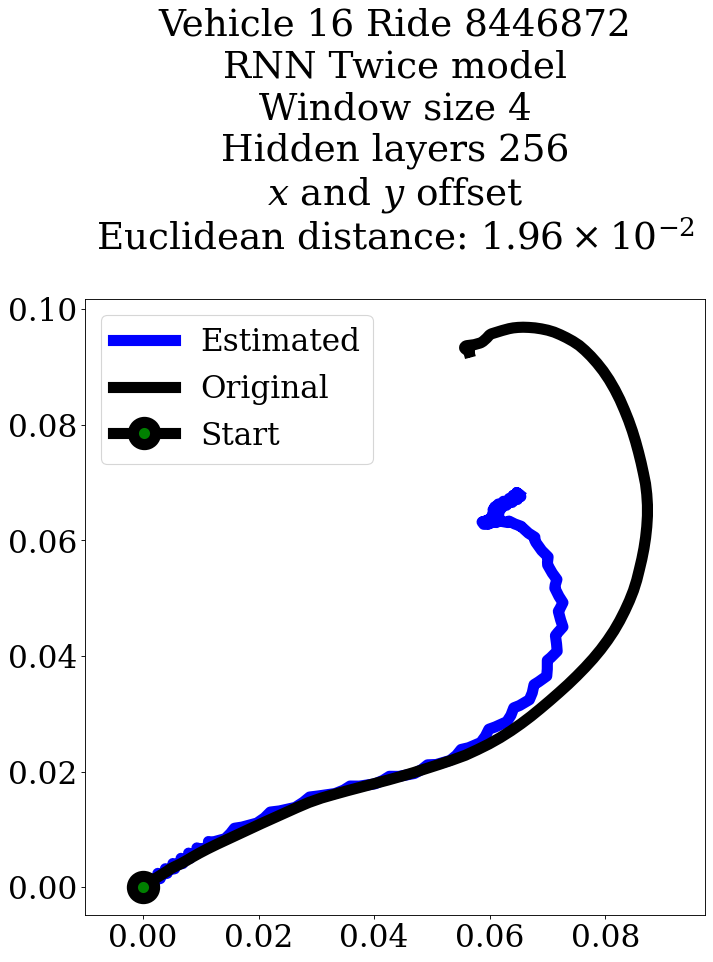 Vehicle 16 Ride 8446872
RNN Twice model
Window size 4
Hidden layers 256
x and y offset
Euclidean distance: 1.96 × 10⁻²
0.10
Estimated
Original
0.08
Start
0.06
0.04
0.02
0.00
0.00 0.02 0.04 0.06 0.08